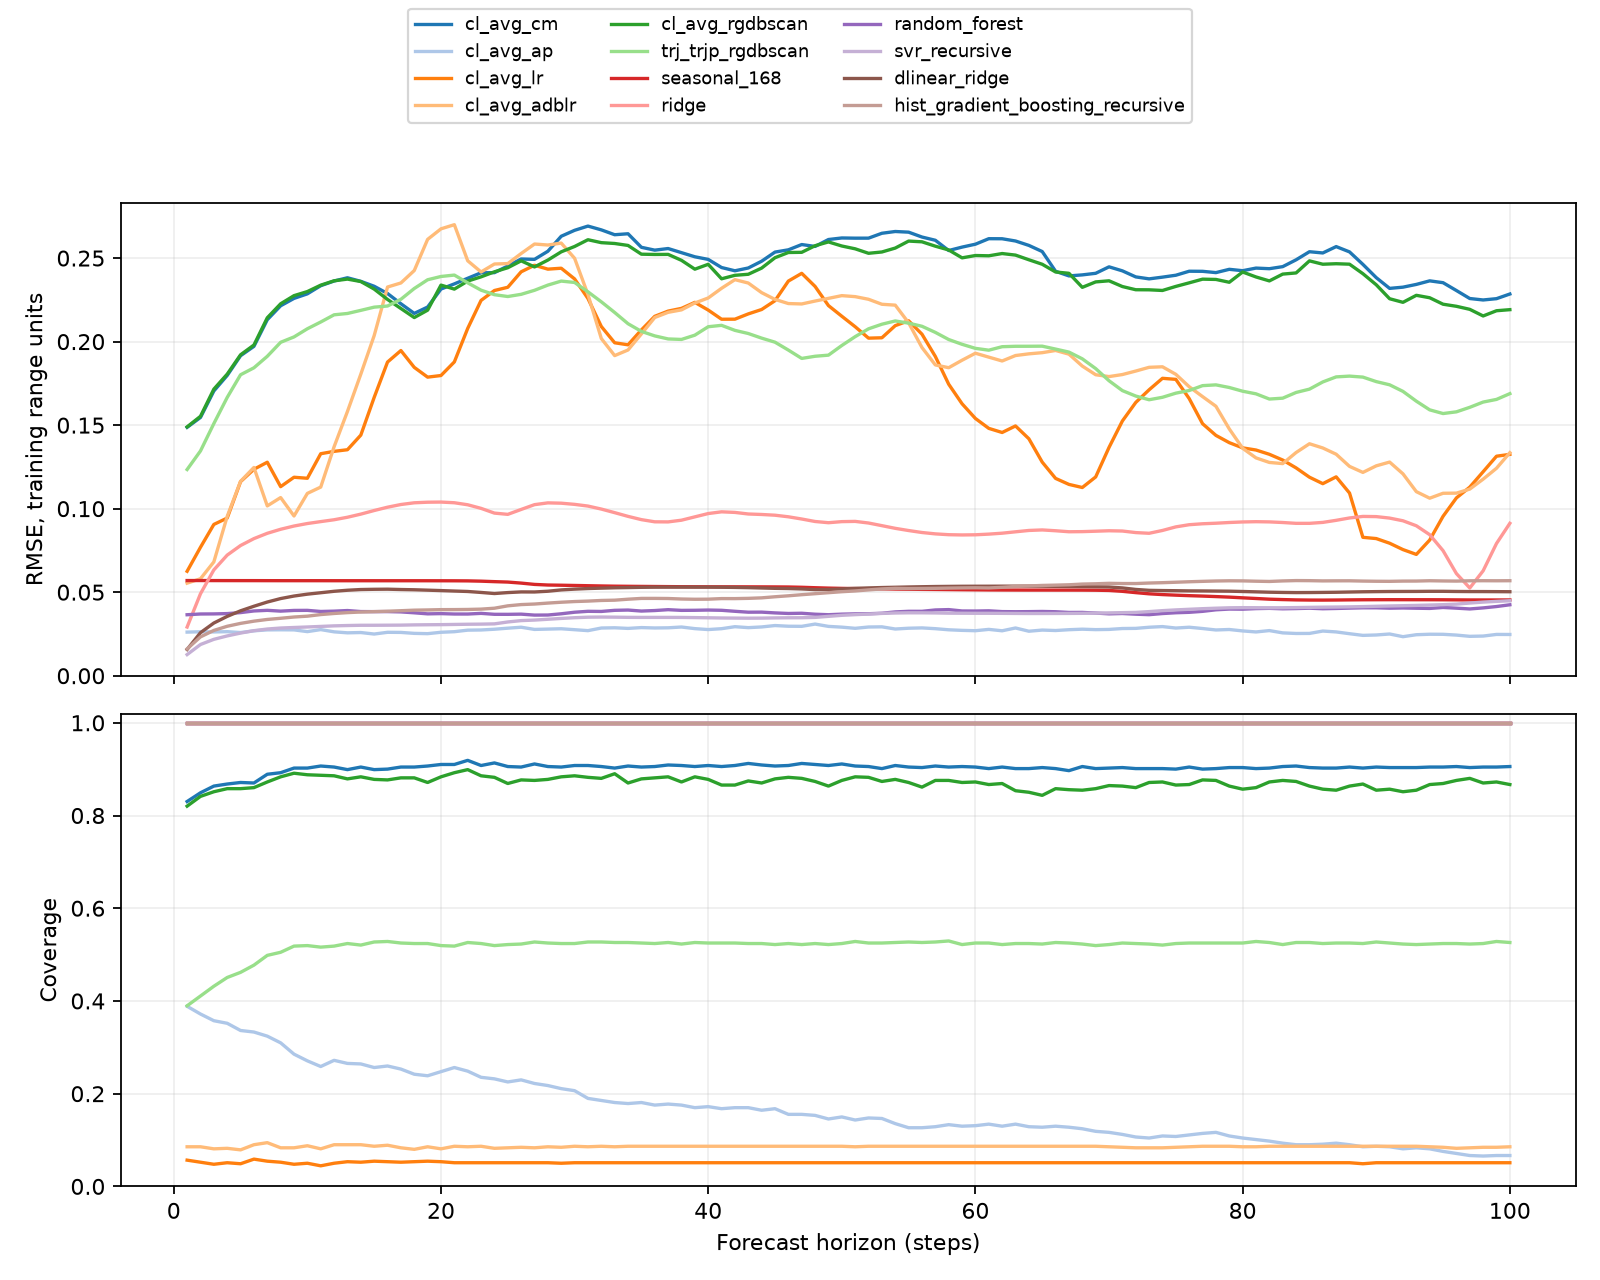 cl_avg_cm
cl_avg_ap
cl_avg_lr
cl_avg_adblr
cl_avg_rgdbscan
trj_trjp_rgdbscan
seasonal_168
ridge
random_forest
svr_recursive
dlinear_ridge
hist_gradient_boosting_recursive
RMSE, training range units
0.25
0.20
0.15
0.10
0.05
0.00
Coverage
1.0
0.8
0.6
0.4
0.2
0.0
0 20 40 60 80 100
Forecast horizon (steps)